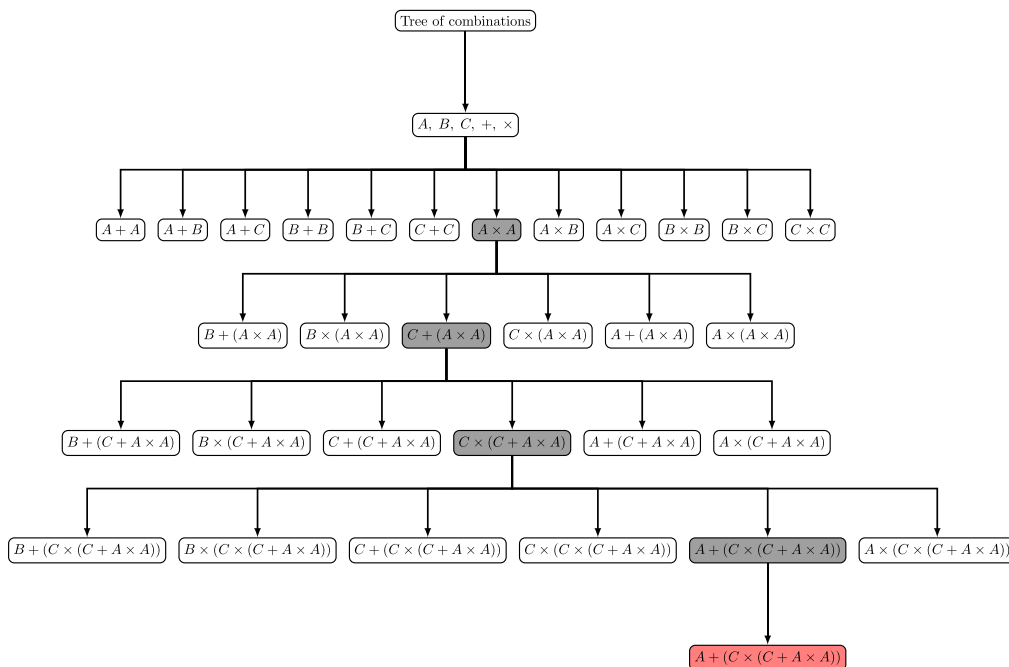 Tree of combinations
A, B, C, +, ×
A + A A + B A + C B + B B + C C + C A × A A × B A × C B × B B × C C × C
B + (A × A) B × (A × A) C + (A × A) C × (A × A) A + (A × A) A × (A × A)
B + (C + A × A) B × (C + A × A) C + (C + A × A) C × (C + A × A) A + (C + A × A) A × (C + A × A)
B + (C × (C + A × A)) B × (C × (C + A × A)) C + (C × (C + A × A)) C × (C × (C + A × A)) A + (C × (C + A × A)) A × (C × (C + A × A))
A + (C × (C + A × A))